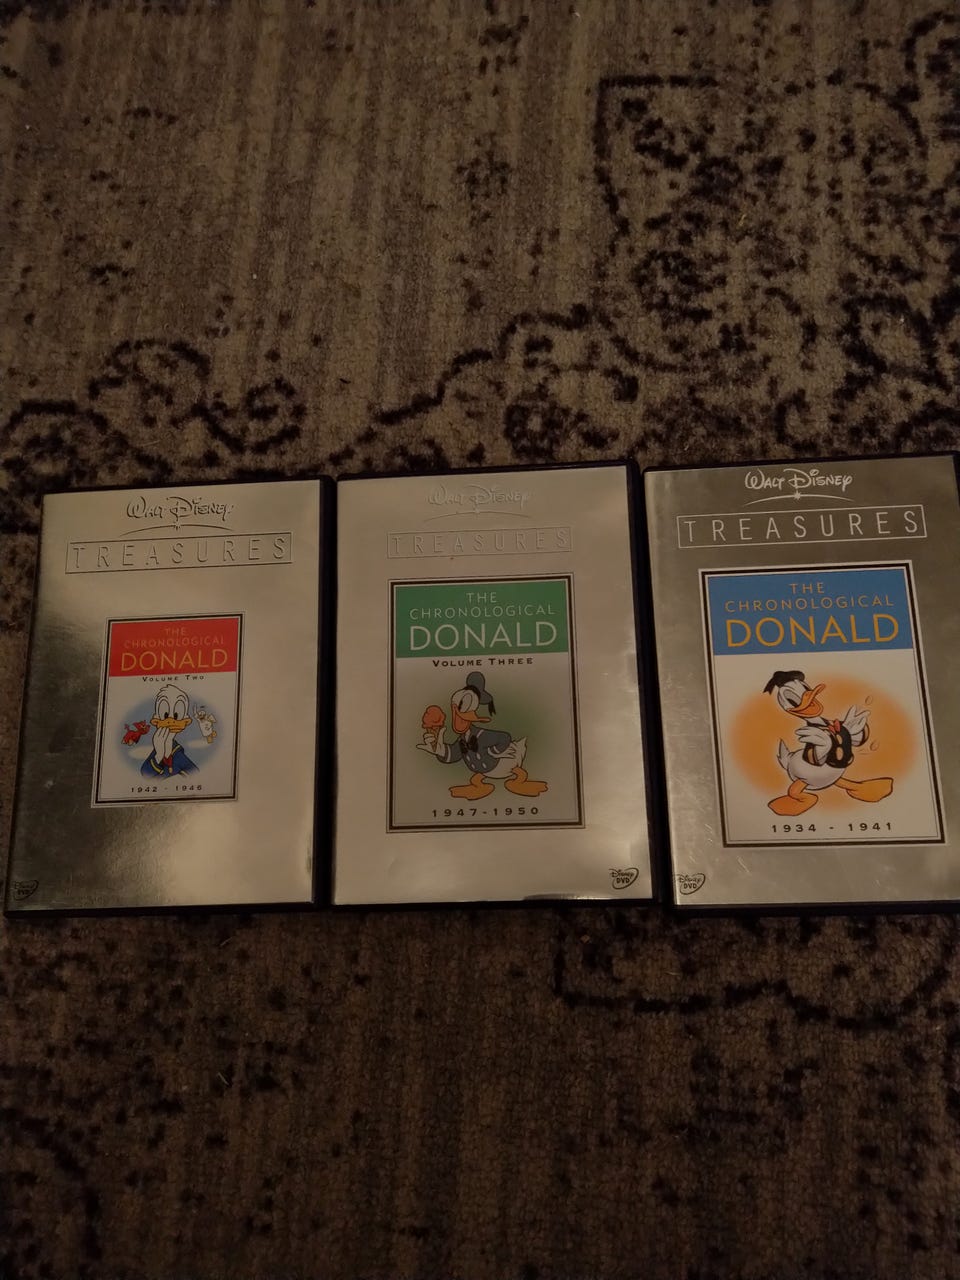 WALT DISNEY
TREASURES
THE
CHRONOLOGICAL
DONALD
VOLUME TWO
1942 - 1946
DISNEY
DVD
WALT DISNEY
TREASURES
THE
CHRONOLOGICAL
DONALD
VOLUME THREE
1947 - 1950
DISNEY
DVD
WALT DISNEY
TREASURES
THE
CHRONOLOGICAL
DONALD
1934 - 1941
DISNEY
DVD